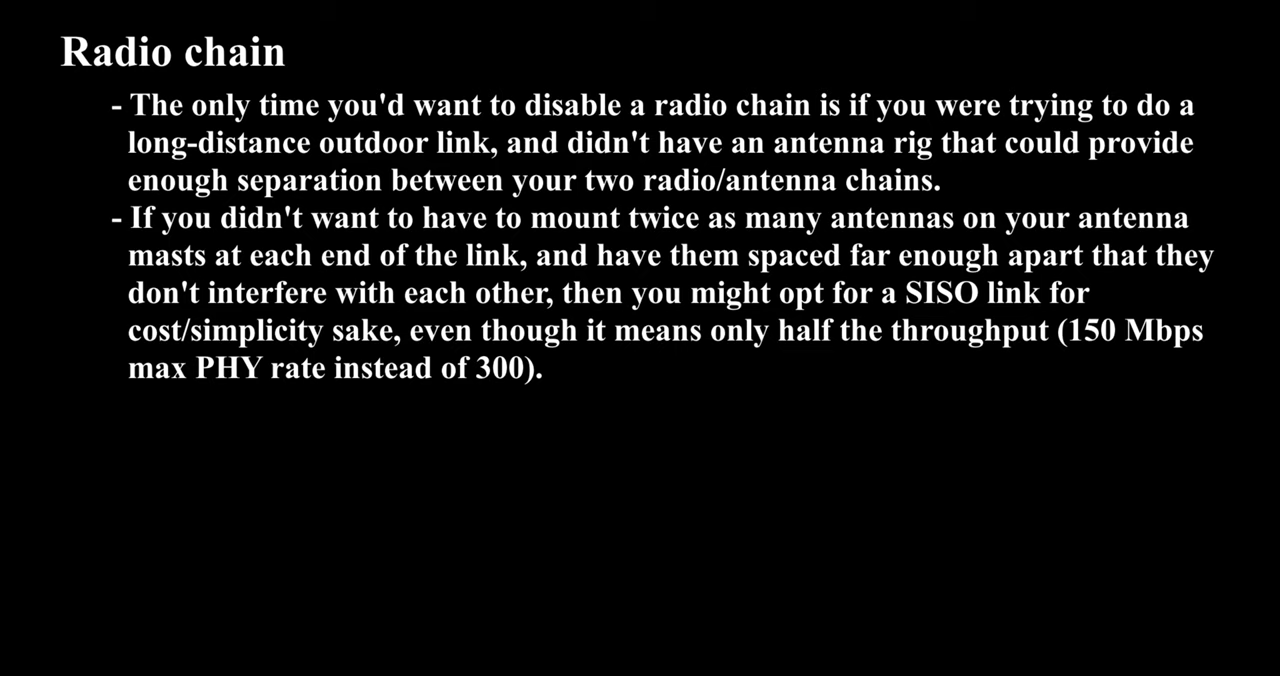 Radio chain
- The only time you'd want to disable a radio chain is if you were trying to do a
long-distance outdoor link, and didn't have an antenna rig that could provide
enough separation between your two radio/antenna chains.
- If you didn't want to have to mount twice as many antennas on your antenna
masts at each end of the link, and have them spaced far enough apart that they
don't interfere with each other, then you might opt for a SISO link for
cost/simplicity sake, even though it means only half the throughput (150 Mbps
max PHY rate instead of 300).